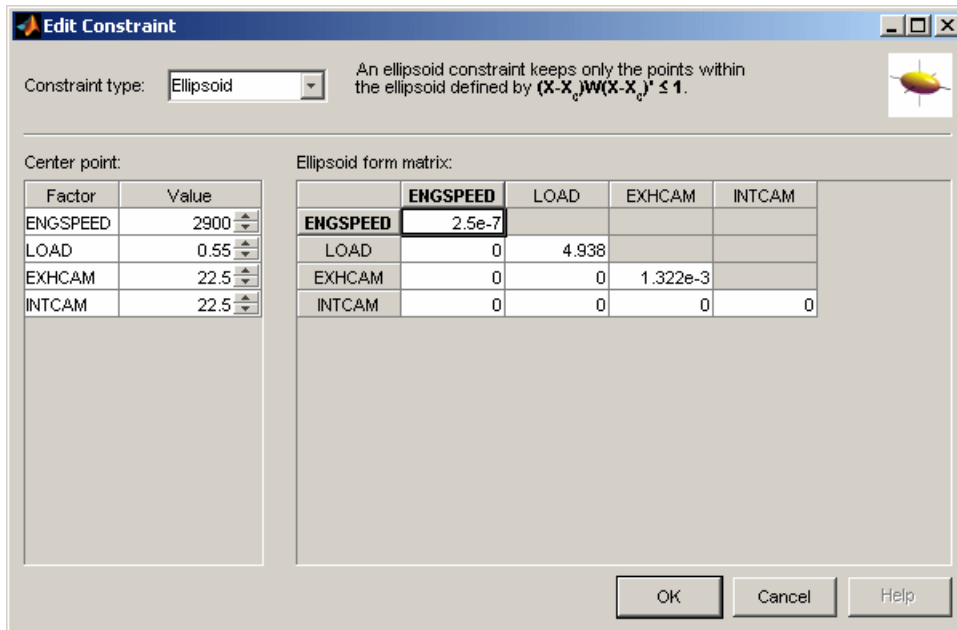 Edit Constraint
Constraint type: Ellipsoid
An ellipsoid constraint keeps only the points within
the ellipsoid defined by (X-Xc)W(X-Xc)' ≤ 1.
Center point:
Factor Value
ENGSPEED 2900
LOAD 0.55
EXHCAM 22.5
INTCAM 22.5
Ellipsoid form matrix:
ENGSPEED LOAD EXHCAM INTCAM
ENGSPEED 2.5e-7
LOAD 0 4.938
EXHCAM 0 0 1.322e-3
INTCAM 0 0 0 0
OK Cancel Help